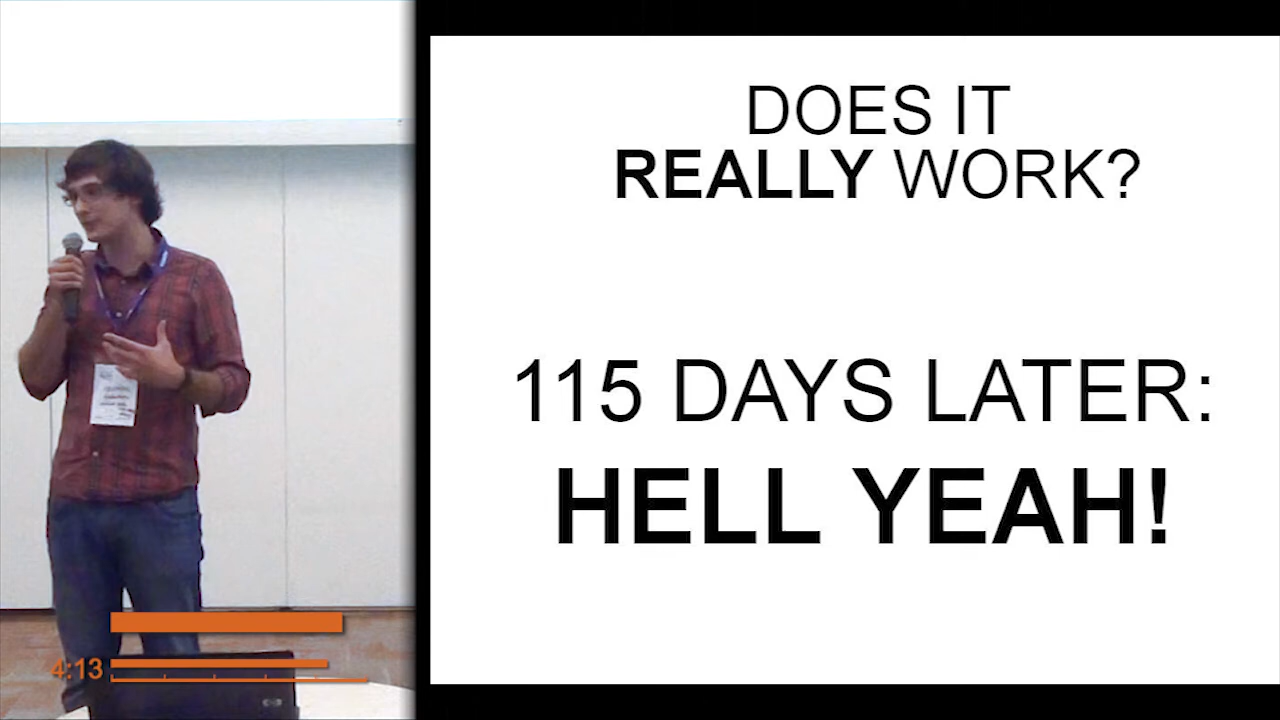 DOES IT
REALLY WORK?
115 DAYS LATER:
HELL YEAH!
4:13